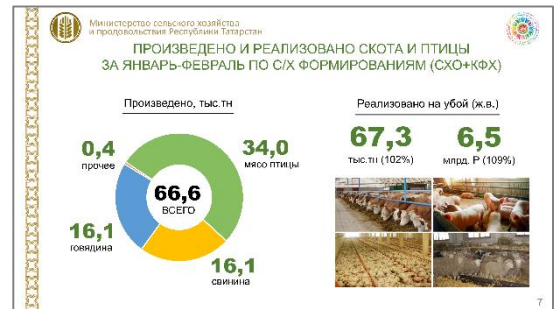 Министерство сельского хозяйства
и продовольствия Республики Татарстан
ПРОИЗВЕДЕНО И РЕАЛИЗОВАНО СКОТА И ПТИЦЫ
ЗА ЯНВАРЬ-ФЕВРАЛЬ ПО С/Х ФОРМИРОВАНИЯМ (СХО+КФХ)
Произведено, тыс.тн
0,4
прочее
34,0
мясо птицы
66,6
ВСЕГО
16,1
говядина
16,1
свинина
Реализовано на убой (ж.в.)
67,3
тыс.тн (102%)
6,5
млрд. Р (109%)
7